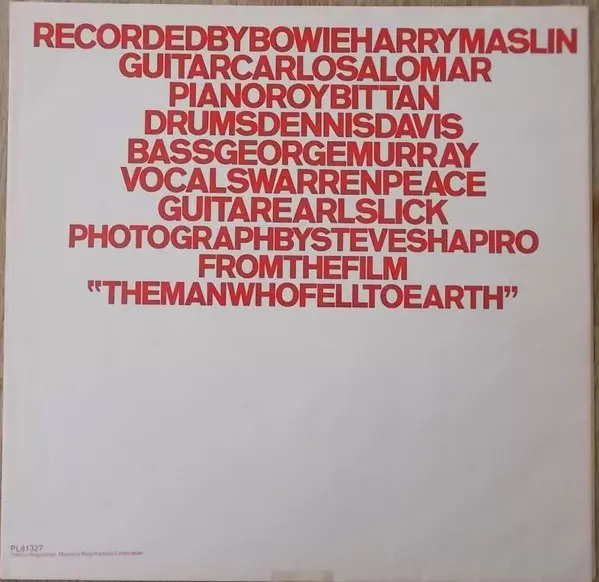 RECORDEDBYBOWIEHARRYMASLIN
GUITARCARLOSALOMAR
PIANOROYBITTAN
DRUMSDENNISDAVIS
BASSGEORGEMURRAY
VOCALSWARRENPEACE
GUITAREARLSLICK
PHOTOGRAPHBYSTEVESHAPIRO
FROMTHEFILM
“THEMANWHOFELLTOEARTH”
PL81327